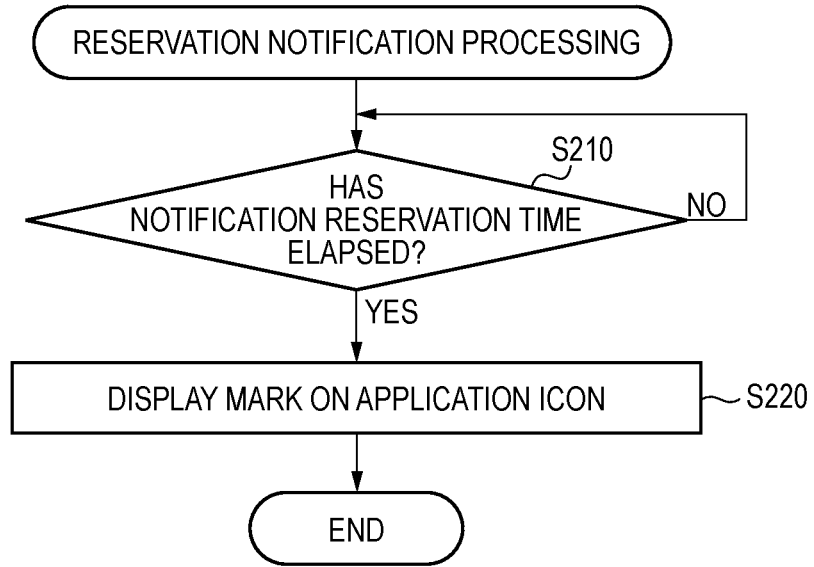 RESERVATION NOTIFICATION PROCESSING
S210
HAS
NOTIFICATION RESERVATION TIME
ELAPSED?
NO
YES
DISPLAY MARK ON APPLICATION ICON
S220
END